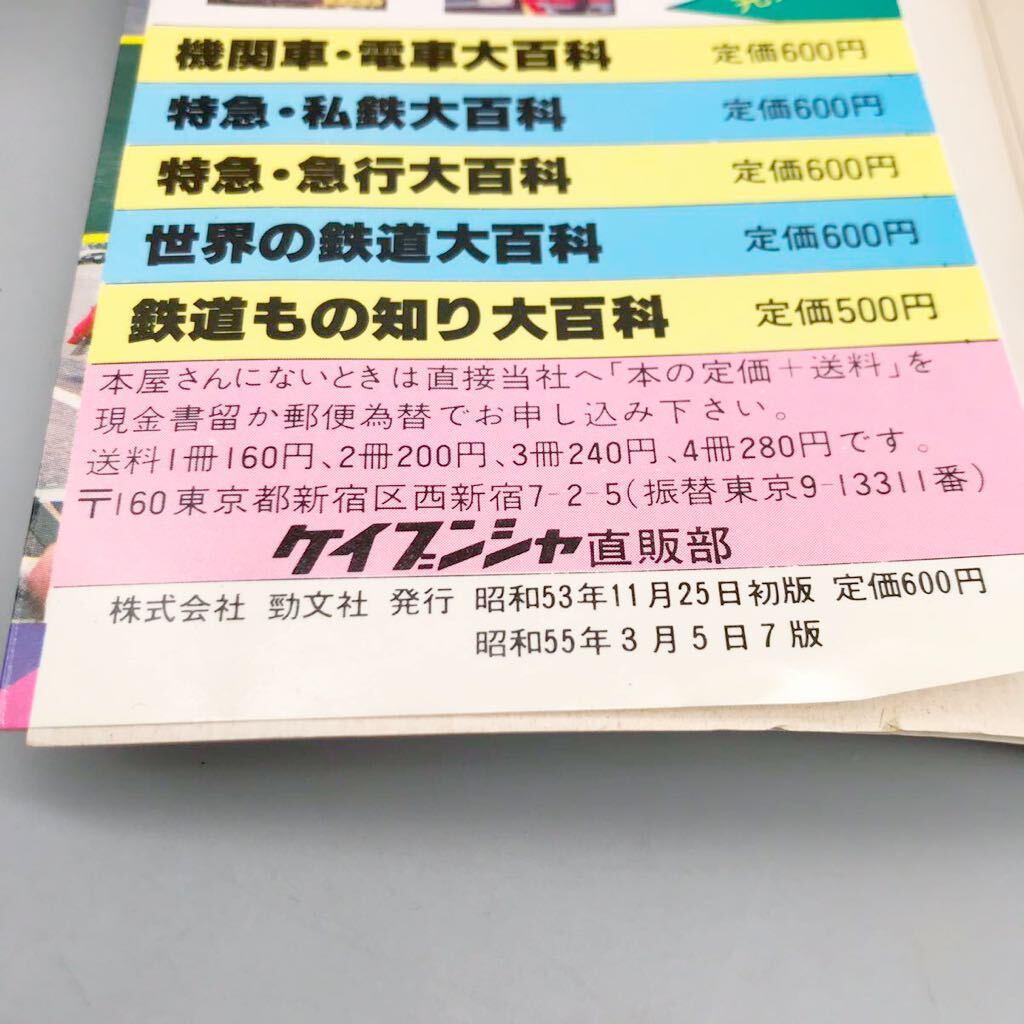 機関車・電車大百科 定価600円
特急・私鉄大百科 定価600円
特急・急行大百科 定価600円
世界の鉄道大百科 定価600円
鉄道もの知り大百科 定価500円
本屋さんにないときは直接当社へ「本の定価＋送料」を
現金書留か郵便為替でお申し込み下さい。
送料1冊160円、2冊200円、3冊240円、4冊280円です。
〒160東京都新宿区西新宿7-2-5(振替東京9-13311番)
ケイブンシャ直販部
株式会社 勁文社 発行 昭和53年11月25日初版 定価600円
昭和55年3月5日7版